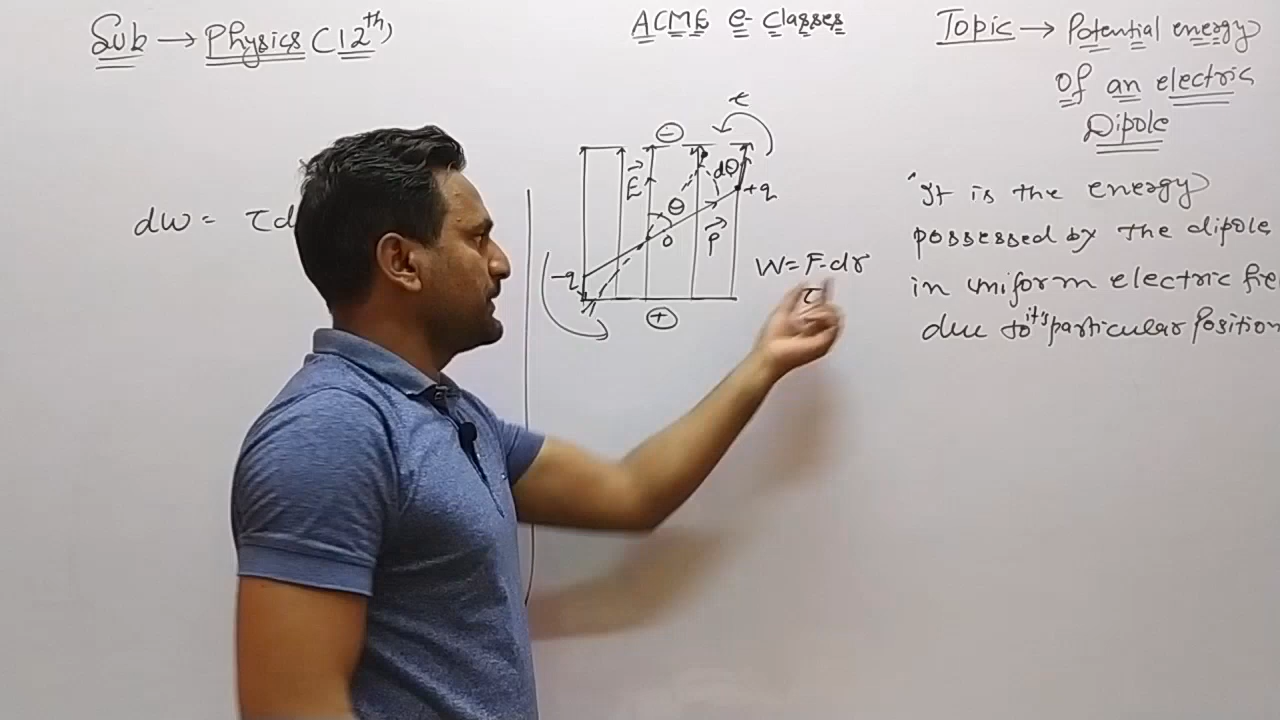 Sub → Physics (12th)
ACME e- Classes
Topic → Potential energy
Of an electric
Dipole
"It is the energy
possessed by the dipole
in uniform electric fie
due to it's particular Position
dw = τd
τ
−
E
dθ
+q
θ
P
O
-q
+
W = F·dr
τ